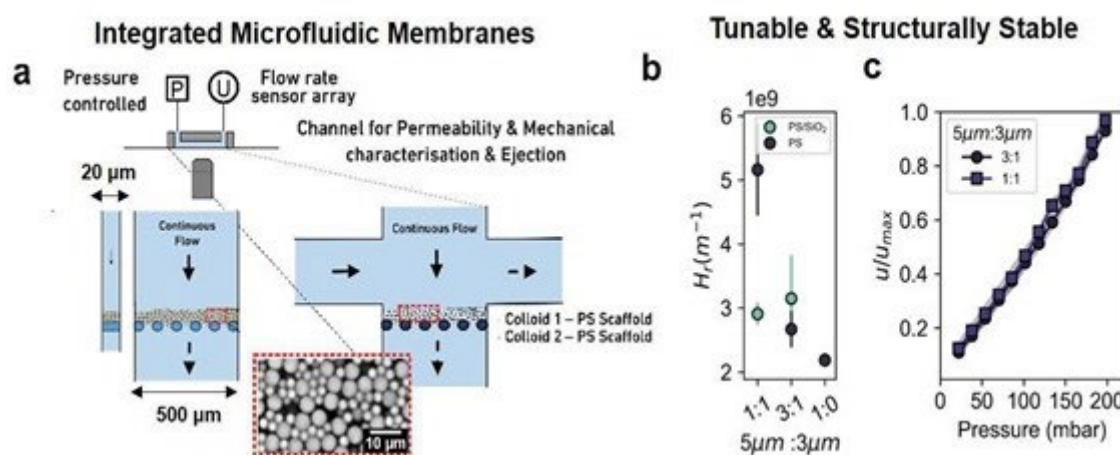 Integrated Microfluidic Membranes
Tunable & Structurally Stable
a
Pressure
controlled
P
U
Flow rate
sensor array
Channel for Permeability & Mechanical
characterisation & Ejection
20 µm
Continuous
Flow
Continuous Flow
Colloid 1 – PS Scaffold
Colloid 2 – PS Scaffold
500 µm
10 µm
b
1e9
6
5
4
3
2
Hᵣ(m⁻¹)
PS/SiO₂
PS
1:1
3:1
1:0
5µm :3µm
c
1.0
0.8
0.6
0.4
0.2
u/uₘₐₓ
5µm:3µm
3:1
1:1
0
50
100
150
200
Pressure (mbar)